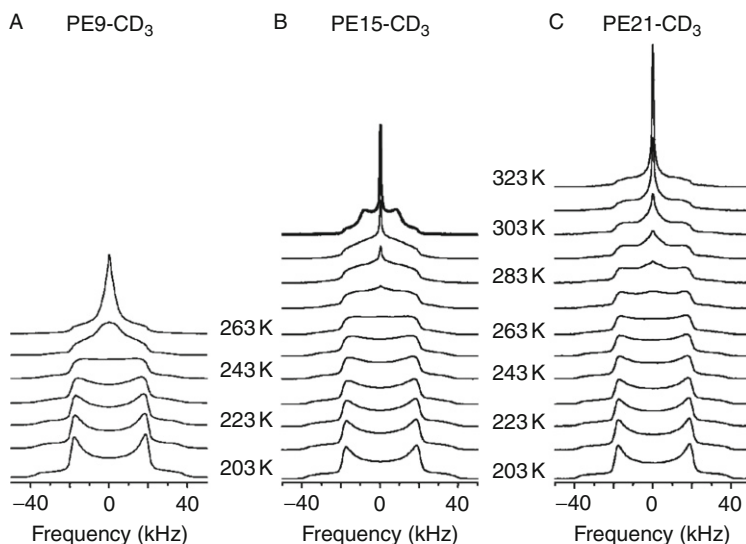 A PE9-CD₃
B PE15-CD₃
C PE21-CD₃
323 K
303 K
283 K
263 K
263 K
243 K
243 K
223 K
223 K
203 K
203 K
−40 0 40
−40 0 40
−40 0 40
Frequency (kHz)
Frequency (kHz)
Frequency (kHz)